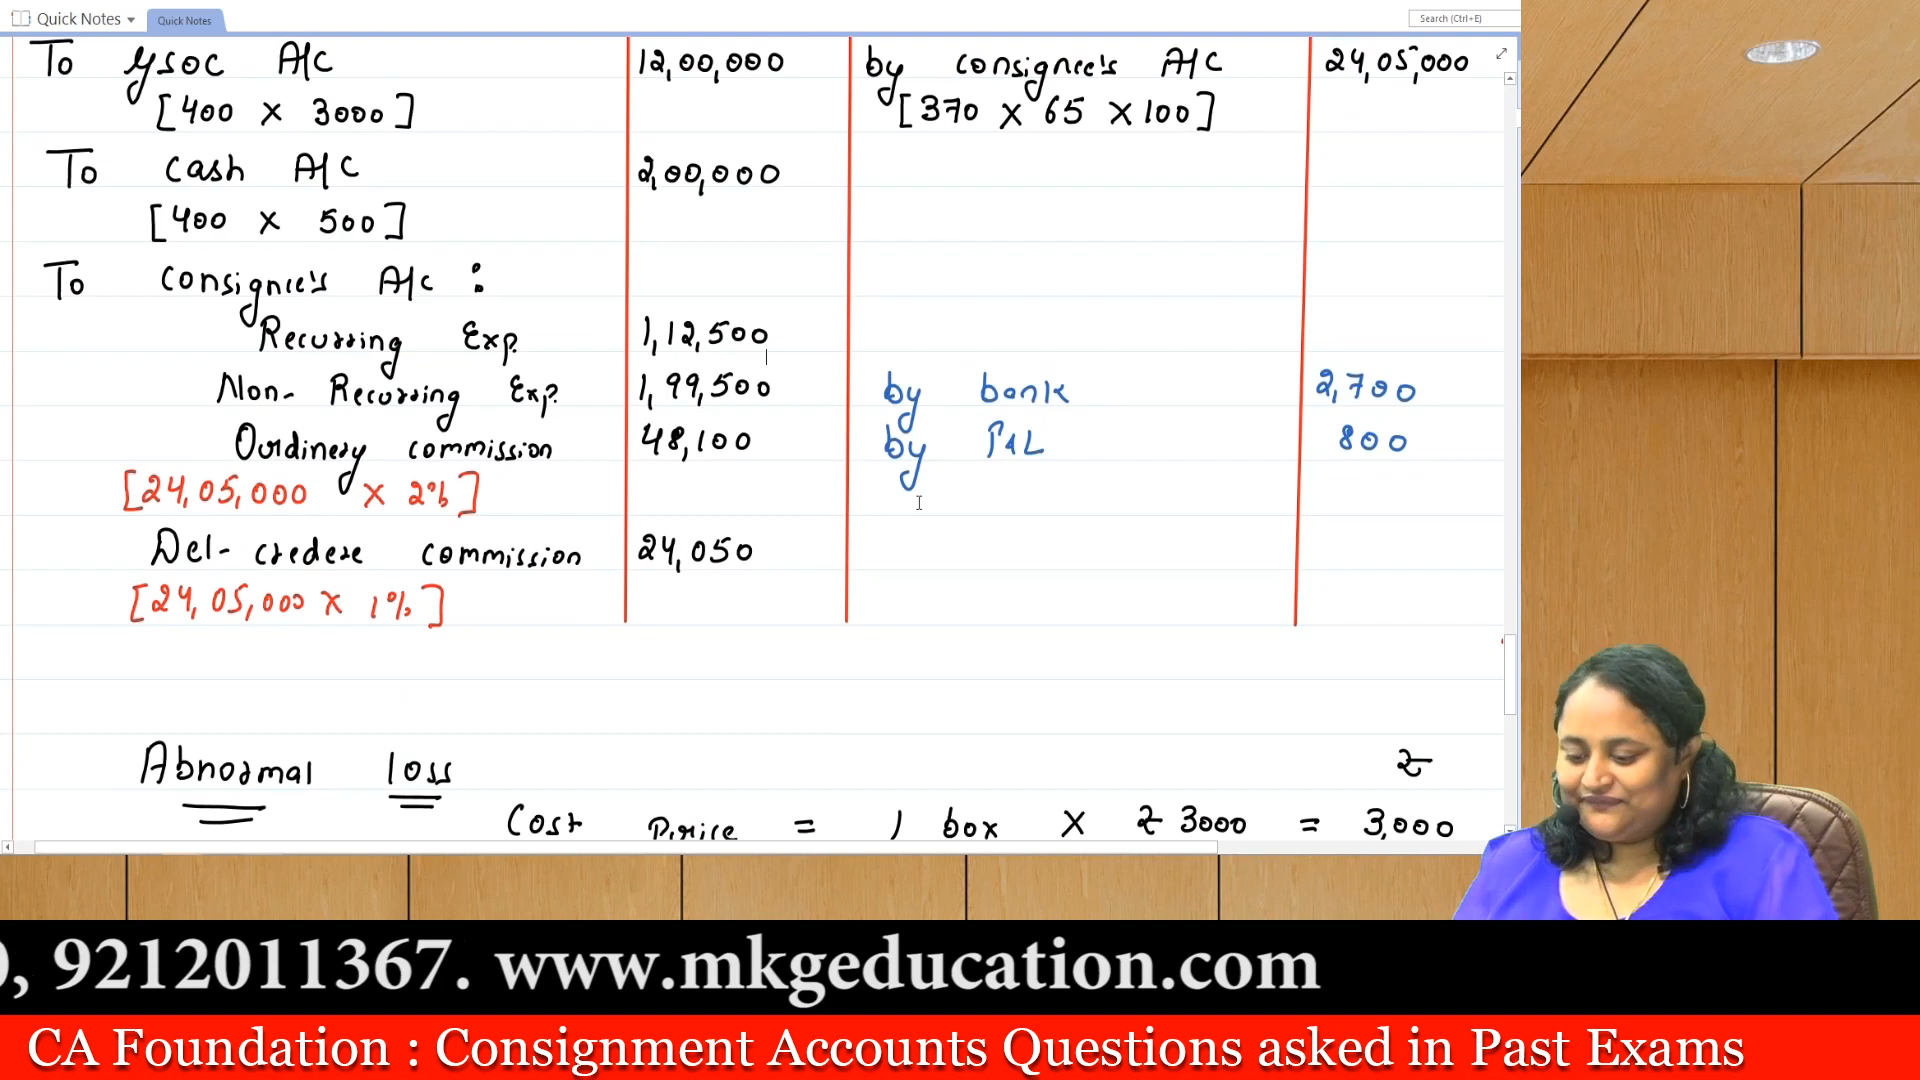 Quick Notes
Quick Notes
Search (Ctrl+E)
To GSOC A/C 12,00,000 by consignee's A/C 24,05,000
[400 X 3000] [370 X 65 X 100]
To cash A/C 2,00,000
[400 X 500]
To consignee's A/c :
Recurring Exp. 1,12,500
Non- Recurring Exp. 1,99,500 by bank 2,700
Ourdinery commission 48,100 by P&L 800
[24,05,000 X 2%] by
Del- credere commission 24,050
[24,05,000 X 1%]
Abnormal loss ₹
Cost Price = 1 box X ₹ 3000 = 3,000
0, 9212011367. www.mkgeducation.com
CA Foundation : Consignment Accounts Questions asked in Past Exams